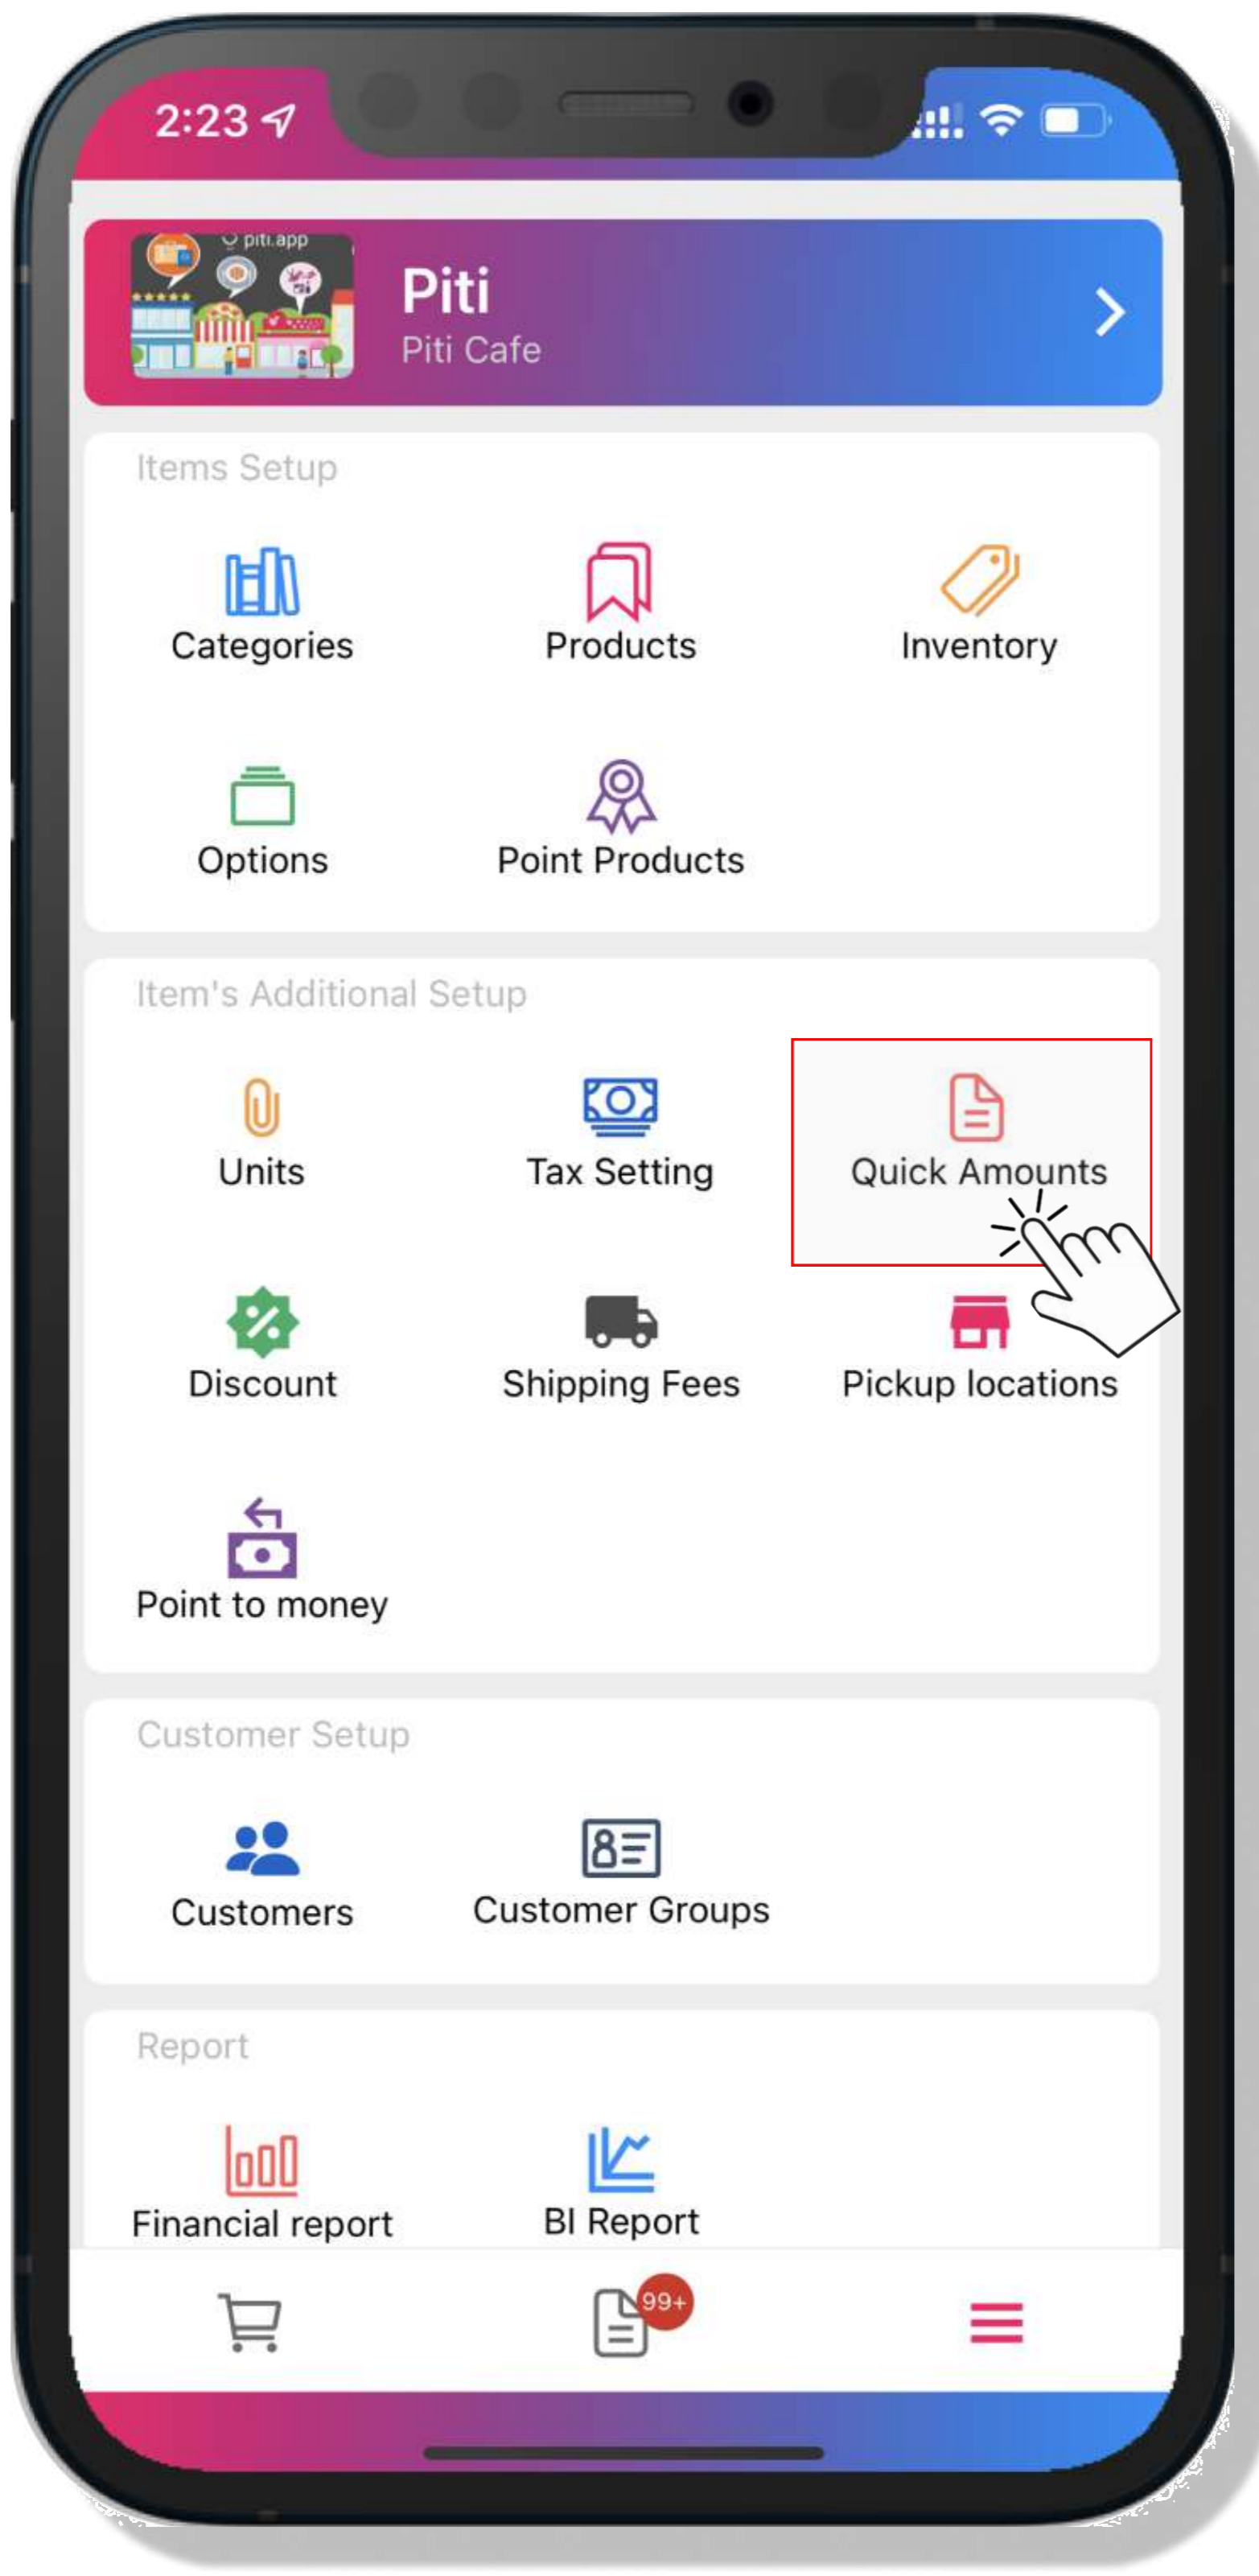 2:23
piti.app
Piti
Piti Cafe
Items Setup
Categories
Products
Inventory
Options
Point Products
Item's Additional Setup
Units
Tax Setting
Quick Amounts
Discount
Shipping Fees
Pickup locations
Point to money
Customer Setup
Customers
Customer Groups
Report
Financial report
BI Report
99+